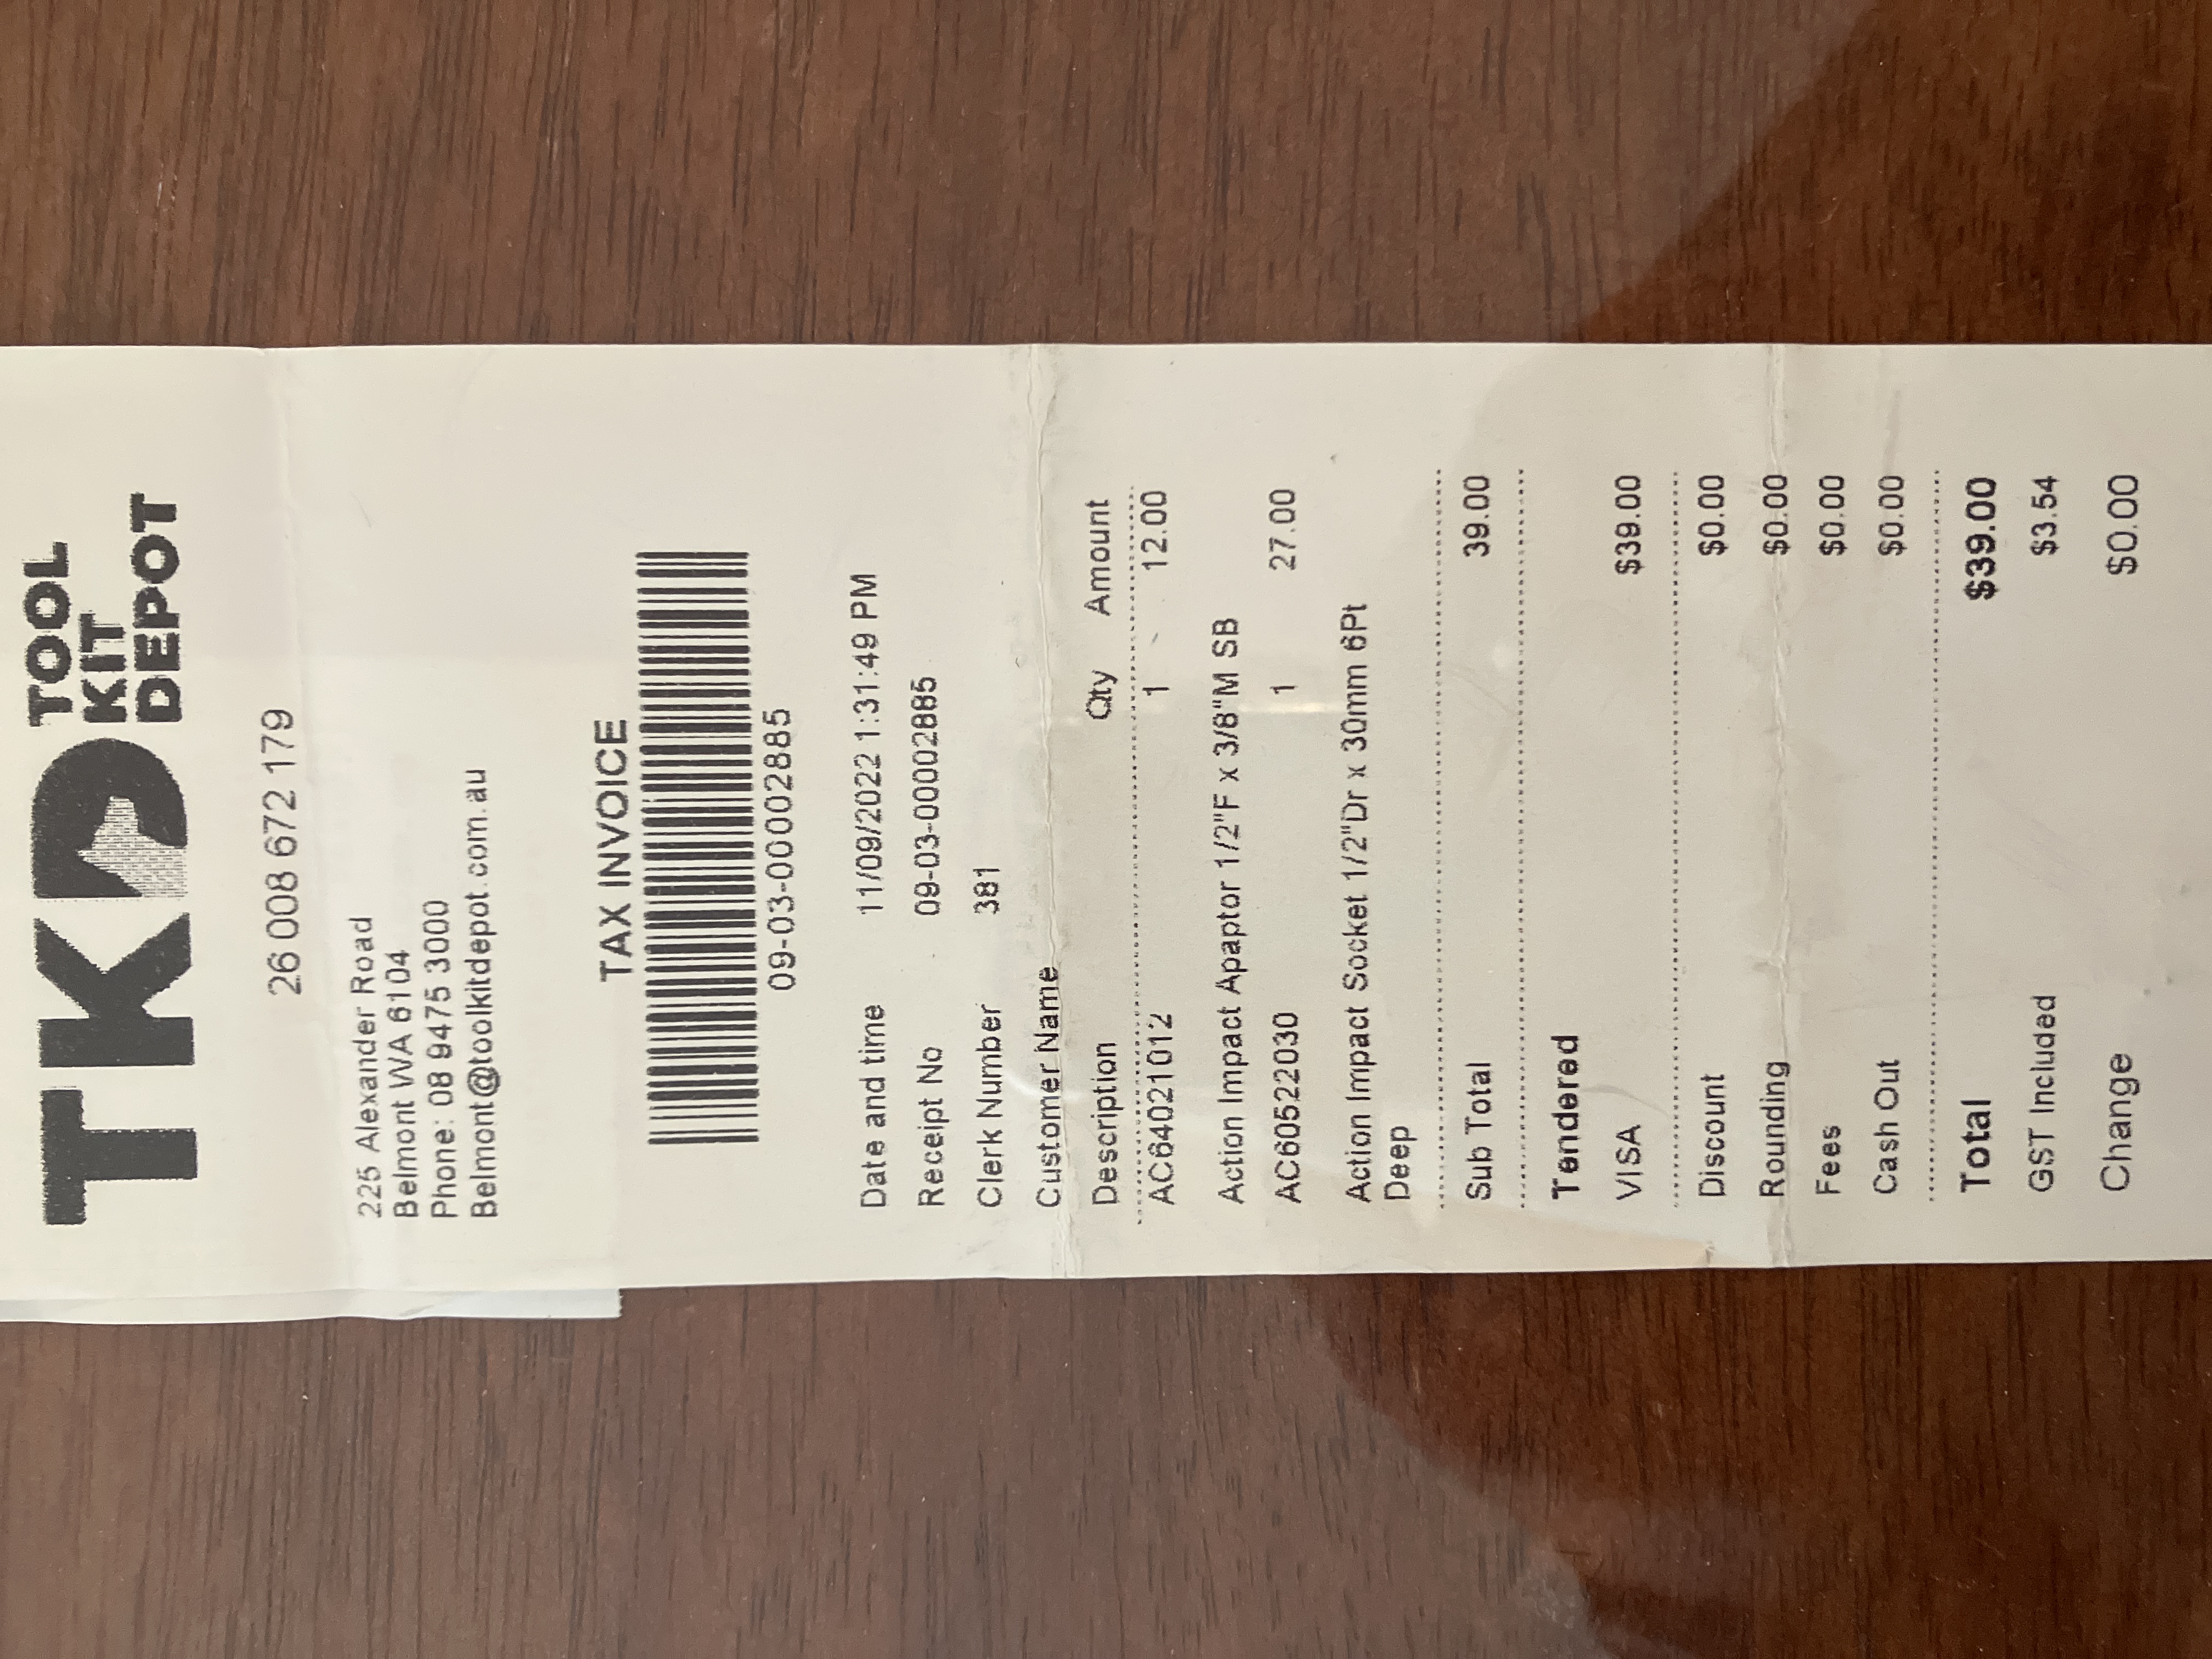 TKD TOOL
KIT
DEPOT
26 008 672 179
225 Alexander Road
Belmont WA 6104
Phone: 08 9475 3000
Belmont@toolkitdepot.com.au
TAX INVOICE
09-03-00002885
Date and time 11/09/2022 1:31:49 PM
Receipt No 09-03-00002885
Clerk Number 381
Customer Name
Description Qty Amount
AC64021012 1 12.00
Action Impact Apaptor 1/2"F x 3/8"M SB
AC60522030 1 27.00
Action Impact Socket 1/2"Dr x 30mm 6Pt
Deep
Sub Total 39.00
Tendered
VISA $39.00
Discount $0.00
Rounding $0.00
Fees $0.00
Cash Out $0.00
Total $39.00
GST Included $3.54
Change $0.00